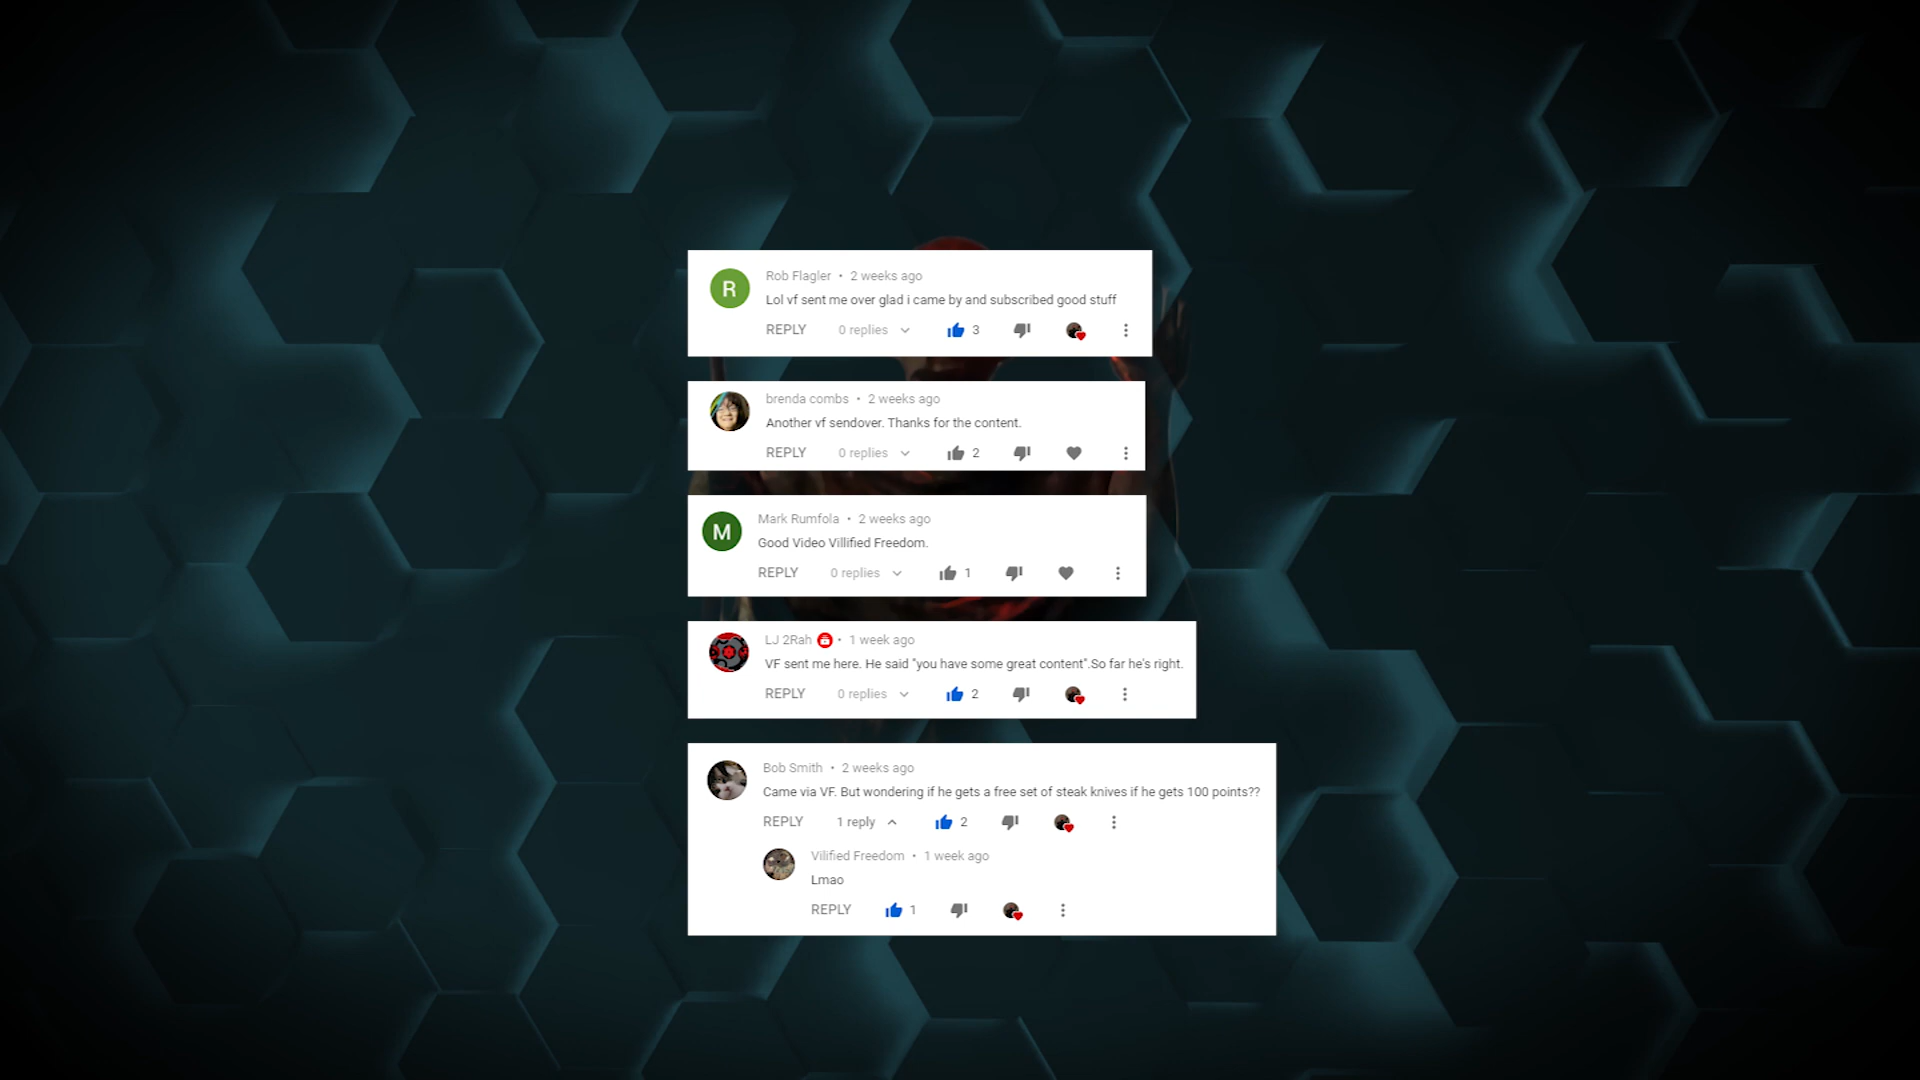 R
Rob Flagler • 2 weeks ago
Lol vf sent me over glad i came by and subscribed good stuff
REPLY 0 replies 3
brenda combs • 2 weeks ago
Another vf sendover. Thanks for the content.
REPLY 0 replies 2
M
Mark Rumfola • 2 weeks ago
Good Video Villified Freedom.
REPLY 0 replies 1
LJ 2Rah • 1 week ago
VF sent me here. He said "you have some great content".So far he's right.
REPLY 0 replies 2
Bob Smith • 2 weeks ago
Came via VF. But wondering if he gets a free set of steak knives if he gets 100 points??
REPLY 1 reply 2
Vilified Freedom • 1 week ago
Lmao
REPLY 1